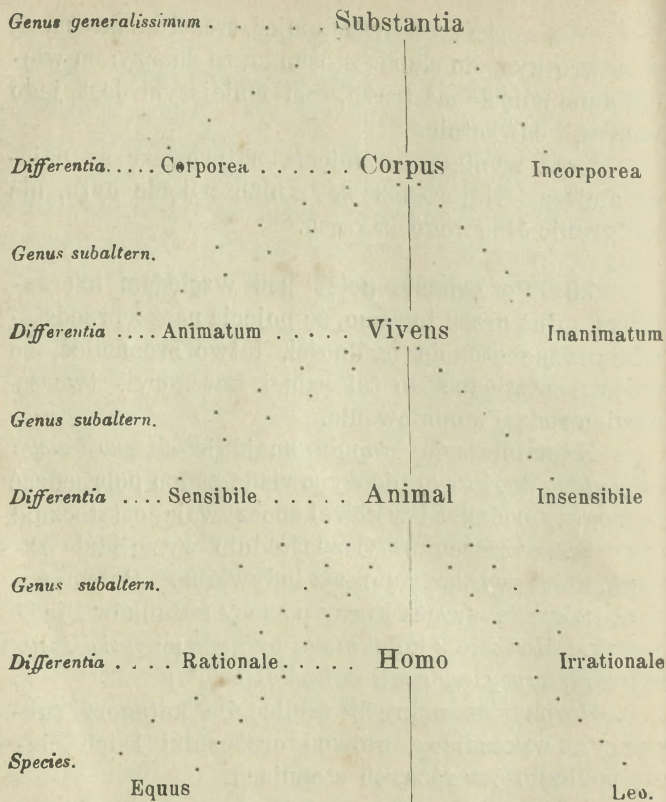 Genus generalissimum . . . . . Substantia
Differentia..... Corporea . . . . . . Corpus Incorporea
Genus subaltern.
Differentia .... Animatum . . . . . Vivens Inanimatum
Genus subaltern.
Differentia .... Sensibile . . . . . Animal Insensibile
Genus subaltern.
Differentia . . . . Rationale . . . . . Homo Irrationale
Species.
Equus Leo.